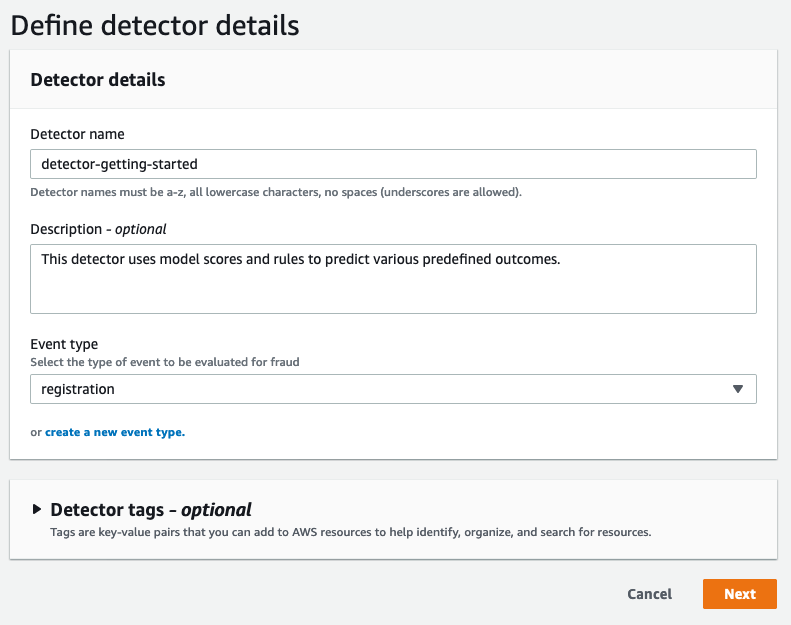 Define detector details
Detector details
Detector name
detector-getting-started
Detector names must be a-z, all lowercase characters, no spaces (underscores are allowed).
Description - optional
This detector uses model scores and rules to predict various predefined outcomes.
Event type
Select the type of event to be evaluated for fraud
registration
or create a new event type.
Detector tags - optional
Tags are key-value pairs that you can add to AWS resources to help identify, organize, and search for resources.
Cancel
Next